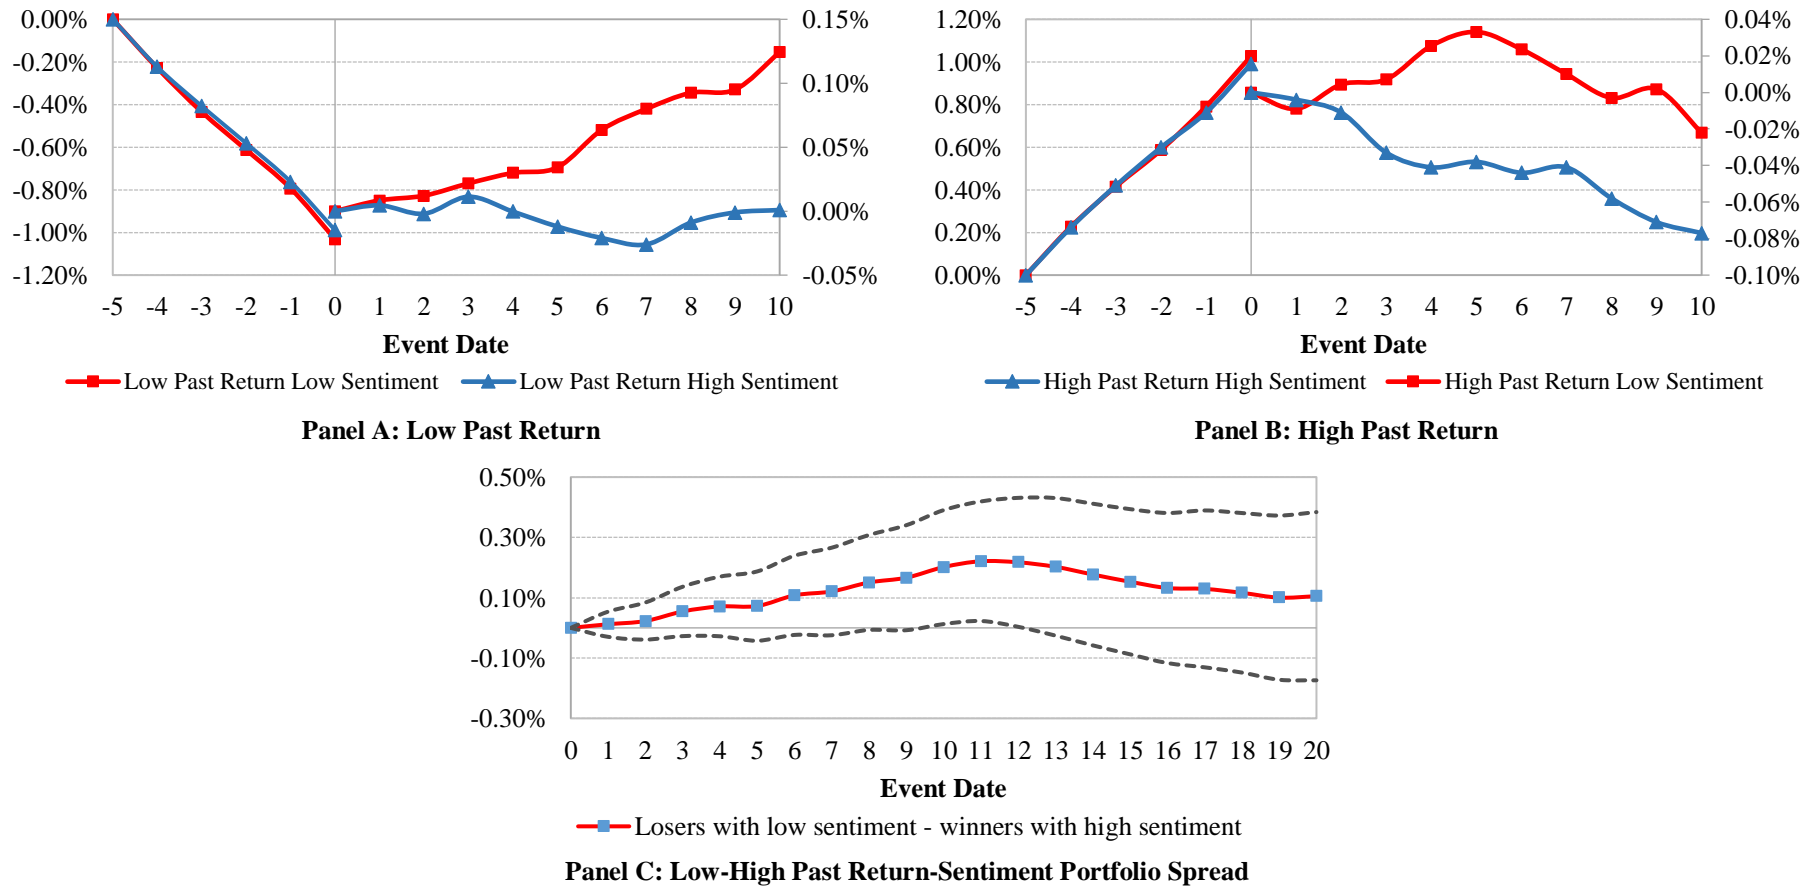 0.00%
-0.20%
-0.40%
-0.60%
-0.80%
-1.00%
-1.20%
0.15%
0.10%
0.05%
0.00%
-0.05%
-5 -4 -3 -2 -1 0 1 2 3 4 5 6 7 8 9 10
Event Date
Low Past Return Low Sentiment Low Past Return High Sentiment
Panel A: Low Past Return
1.20%
1.00%
0.80%
0.60%
0.40%
0.20%
0.00%
0.04%
0.02%
0.00%
-0.02%
-0.04%
-0.06%
-0.08%
-0.10%
-5 -4 -3 -2 -1 0 1 2 3 4 5 6 7 8 9 10
Event Date
High Past Return High Sentiment High Past Return Low Sentiment
Panel B: High Past Return
0.50%
0.30%
0.10%
-0.10%
-0.30%
0 1 2 3 4 5 6 7 8 9 10 11 12 13 14 15 16 17 18 19 20
Event Date
Losers with low sentiment - winners with high sentiment
Panel C: Low-High Past Return-Sentiment Portfolio Spread